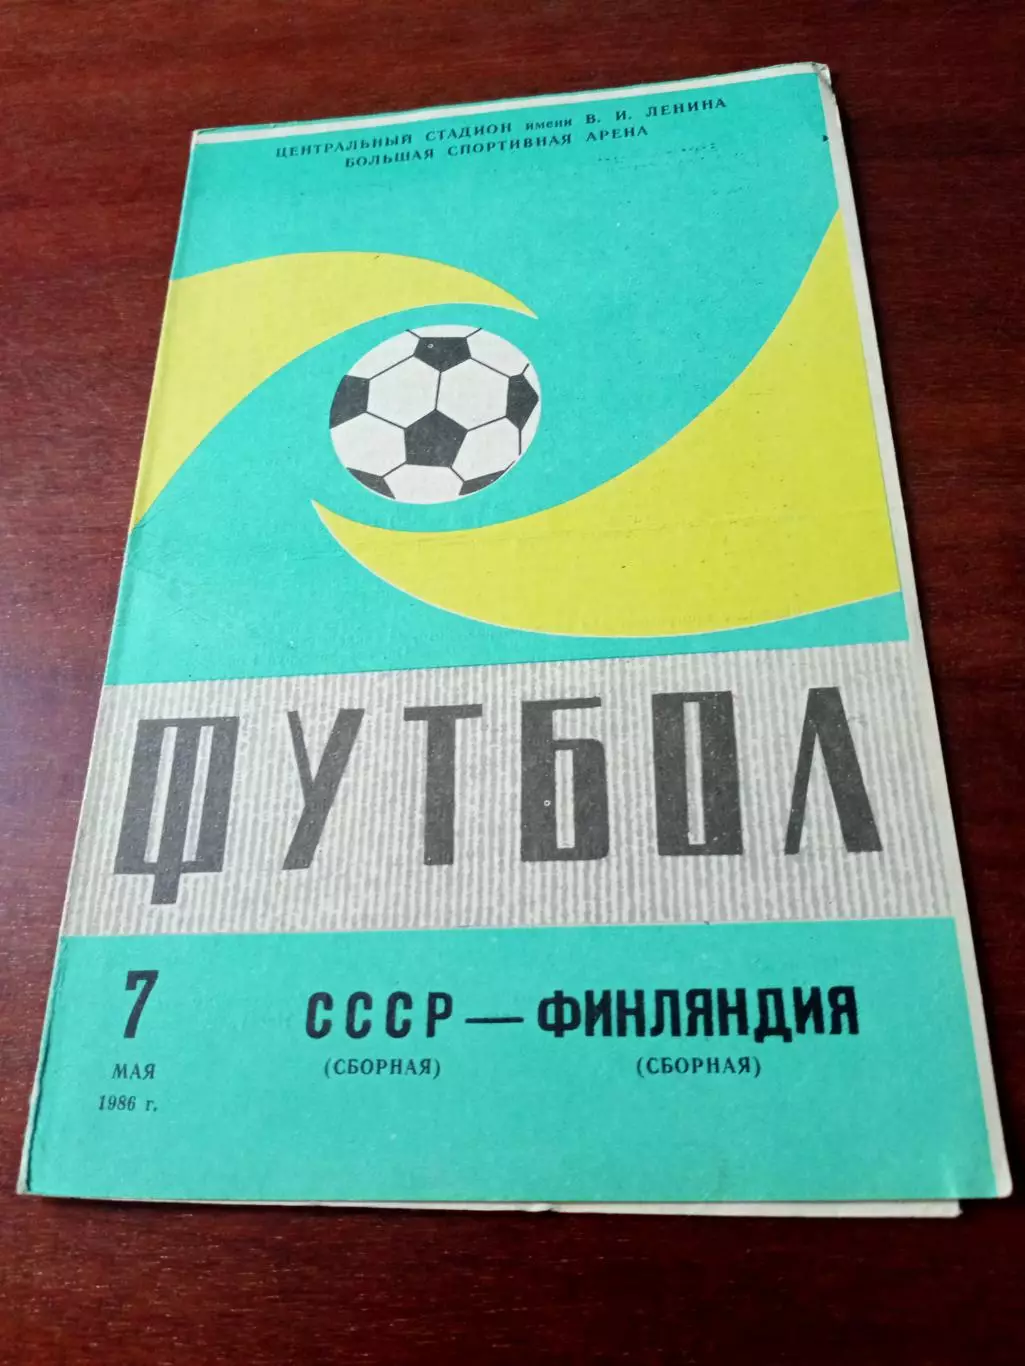 ЦЕНТРАЛЬНЫЙ СТАДИОН имени В. И. ЛЕНИНА
БОЛЬШАЯ СПОРТИВНАЯ АРЕНА
ФУТБОЛ
7
МАЯ
1986 г.
СССР — ФИНЛЯНДИЯ
(СБОРНАЯ) (СБОРНАЯ)